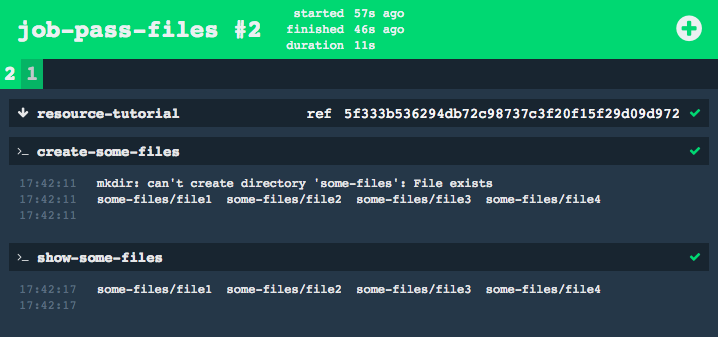 job-pass-files #2
started 57s ago
finished 46s ago
duration 11s
2 1
resource-tutorial ref 5f333b536294db72c98737c3f20f15f29d09d972
>_ create-some-files
17:42:11 mkdir: can't create directory 'some-files': File exists
17:42:11 some-files/file1 some-files/file2 some-files/file3 some-files/file4
17:42:11
>_ show-some-files
17:42:17 some-files/file1 some-files/file2 some-files/file3 some-files/file4
17:42:17